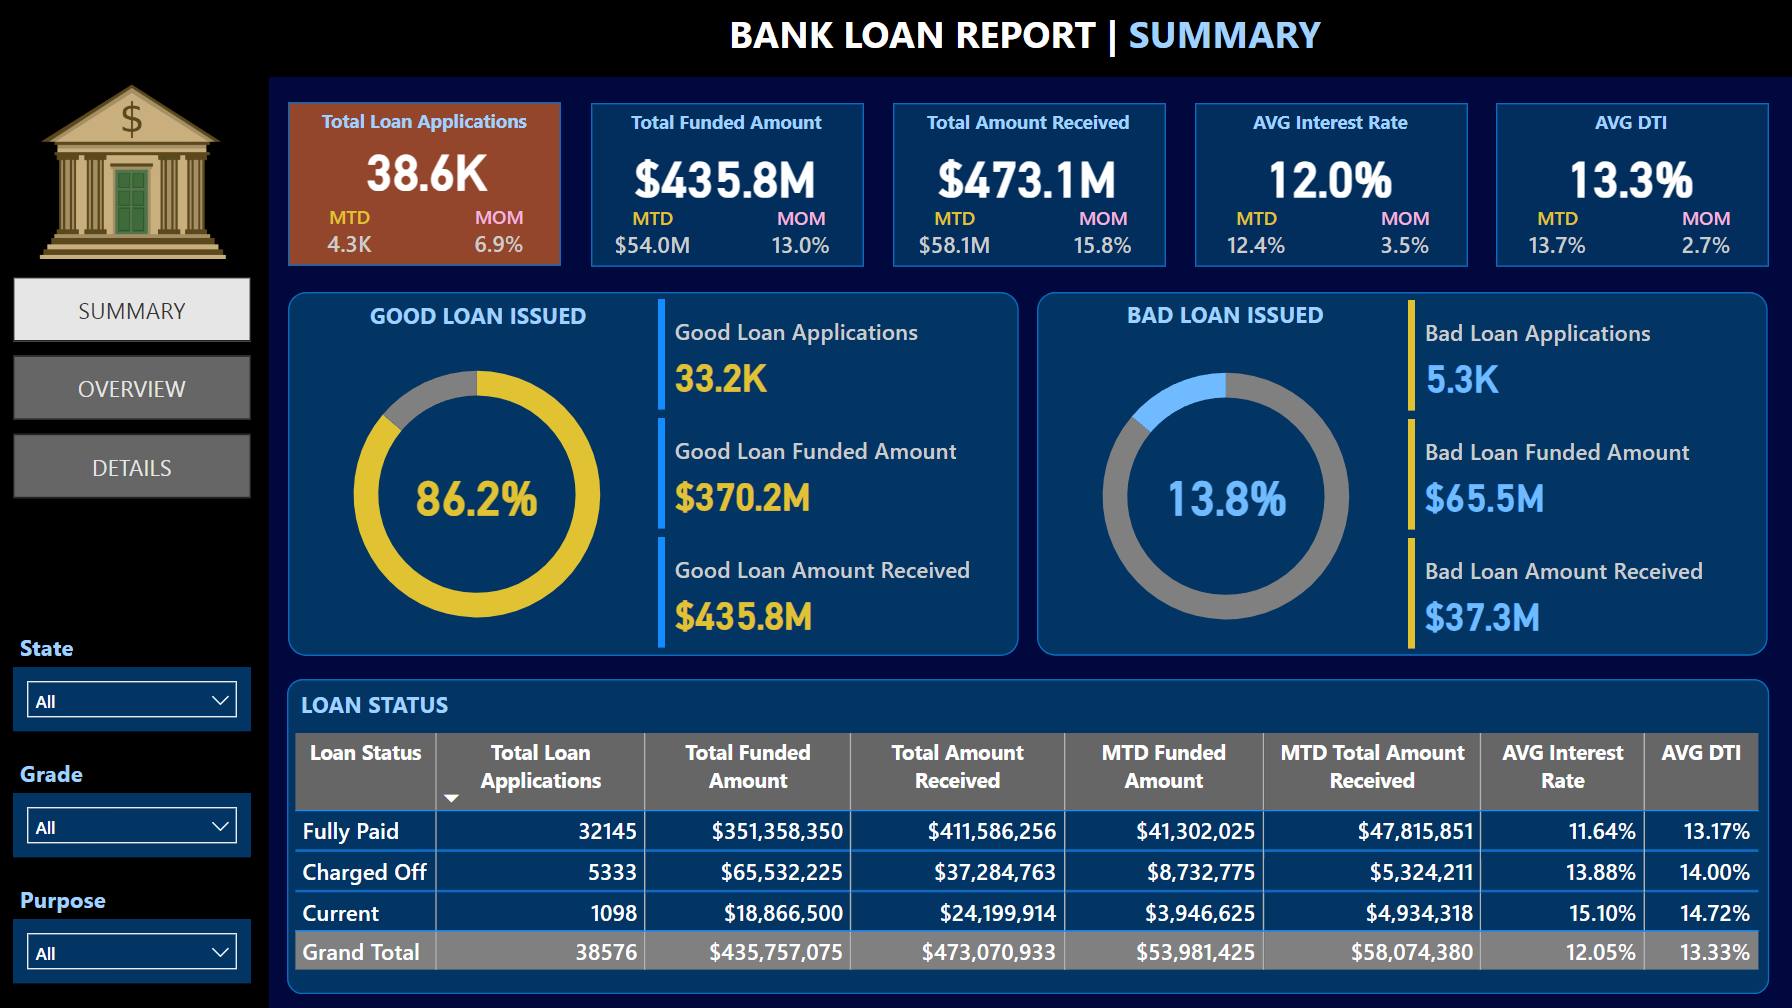 BANK LOAN REPORT | SUMMARY
$
SUMMARY
OVERVIEW
DETAILS
State
All
Grade
All
Purpose
All
Total Loan Applications
38.6K
MTD MOM
4.3K 6.9%
Total Funded Amount
$435.8M
MTD MOM
$54.0M 13.0%
Total Amount Received
$473.1M
MTD MOM
$58.1M 15.8%
AVG Interest Rate
12.0%
MTD MOM
12.4% 3.5%
AVG DTI
13.3%
MTD MOM
13.7% 2.7%
GOOD LOAN ISSUED
86.2%
Good Loan Applications
33.2K
Good Loan Funded Amount
$370.2M
Good Loan Amount Received
$435.8M
BAD LOAN ISSUED
13.8%
Bad Loan Applications
5.3K
Bad Loan Funded Amount
$65.5M
Bad Loan Amount Received
$37.3M
LOAN STATUS
Loan Status Total Loan Total Funded Total Amount MTD Funded MTD Total Amount AVG Interest AVG DTI
Applications Amount Received Amount Received Rate
Fully Paid 32145 $351,358,350 $411,586,256 $41,302,025 $47,815,851 11.64% 13.17%
Charged Off 5333 $65,532,225 $37,284,763 $8,732,775 $5,324,211 13.88% 14.00%
Current 1098 $18,866,500 $24,199,914 $3,946,625 $4,934,318 15.10% 14.72%
Grand Total 38576 $435,757,075 $473,070,933 $53,981,425 $58,074,380 12.05% 13.33%